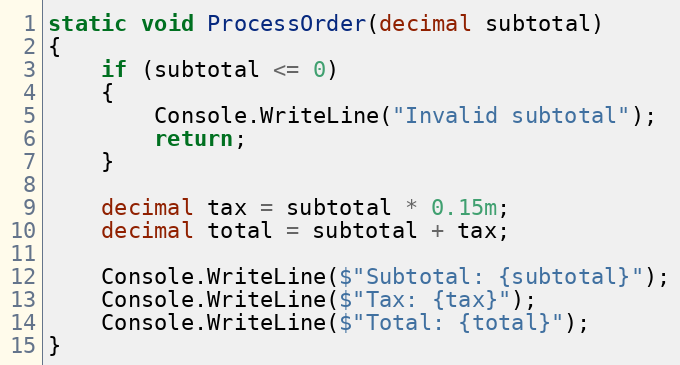 1 static void ProcessOrder(decimal subtotal)
2 {
3     if (subtotal <= 0)
4     {
5         Console.WriteLine("Invalid subtotal");
6         return;
7     }
8
9     decimal tax = subtotal * 0.15m;
10     decimal total = subtotal + tax;
11
12     Console.WriteLine($"Subtotal: {subtotal}");
13     Console.WriteLine($"Tax: {tax}");
14     Console.WriteLine($"Total: {total}");
15 }